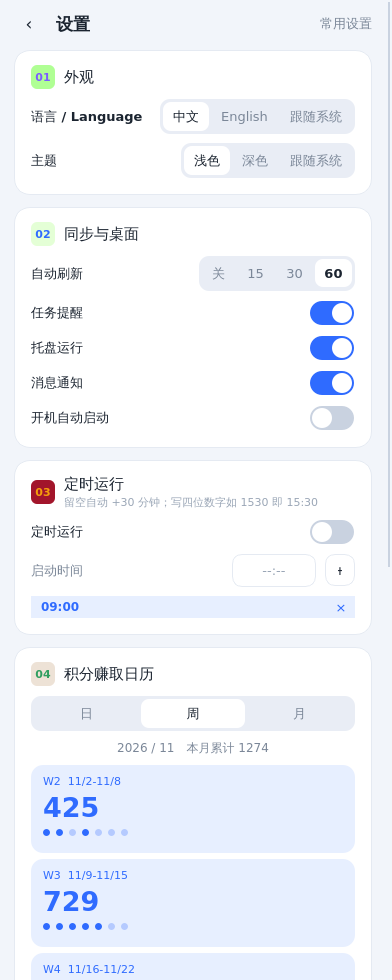 ‹ 设置 常用设置
01 外观
语言 / Language 中文 English 跟随系统
主题 浅色 深色 跟随系统
02 同步与桌面
自动刷新 关 15 30 60
任务提醒
托盘运行
消息通知
开机自动启动
03 定时运行
留空自动 +30 分钟；写四位数字如 1530 即 15:30
定时运行
启动时间 --:-- +
09:00 ×
04 积分赚取日历
日 周 月
2026 / 11 本月累计 1274
W2 11/2-11/8
425
W3 11/9-11/15
729
W4 11/16-11/22